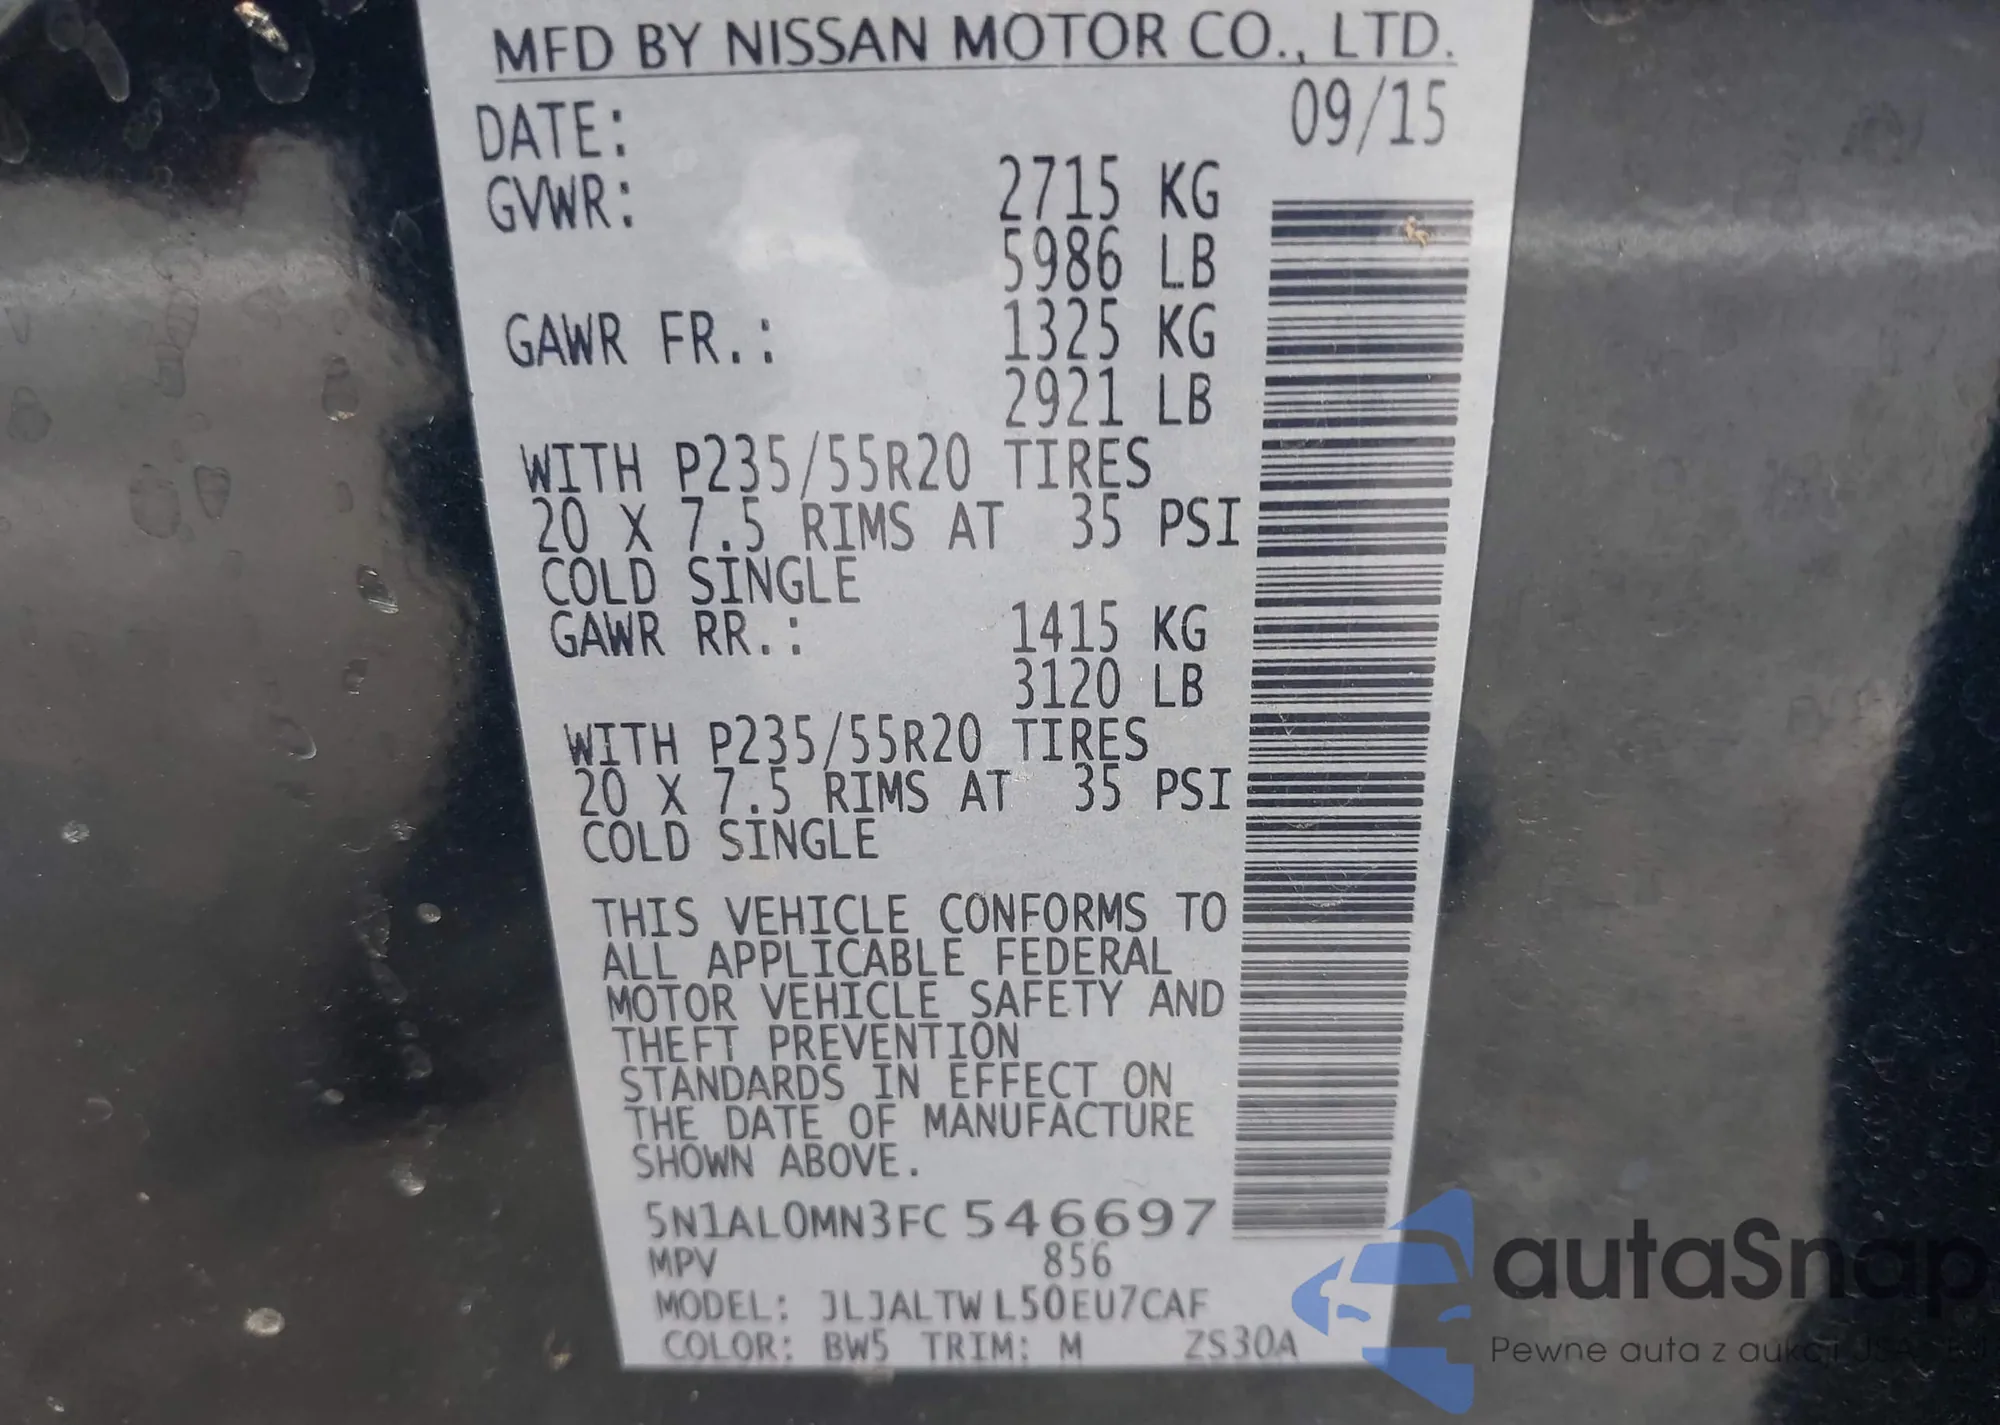 MFD BY NISSAN MOTOR CO., LTD.
DATE: 09/15
GVWR: 2715 KG
5986 LB
GAWR FR.: 1325 KG
2921 LB
WITH P235/55R20 TIRES
20 X 7.5 RIMS AT 35 PSI
COLD SINGLE
GAWR RR.: 1415 KG
3120 LB
WITH P235/55R20 TIRES
20 X 7.5 RIMS AT 35 PSI
COLD SINGLE
THIS VEHICLE CONFORMS TO
ALL APPLICABLE FEDERAL
MOTOR VEHICLE SAFETY AND
THEFT PREVENTION
STANDARDS IN EFFECT ON
THE DATE OF MANUFACTURE
SHOWN ABOVE.
5N1AL0MN3FC546697
MPV 856
MODEL: JLJALTWL50EU7CAF
COLOR: BW5 TRIM: M ZS30A
autaSnap
Pewne auta z aukcji USA